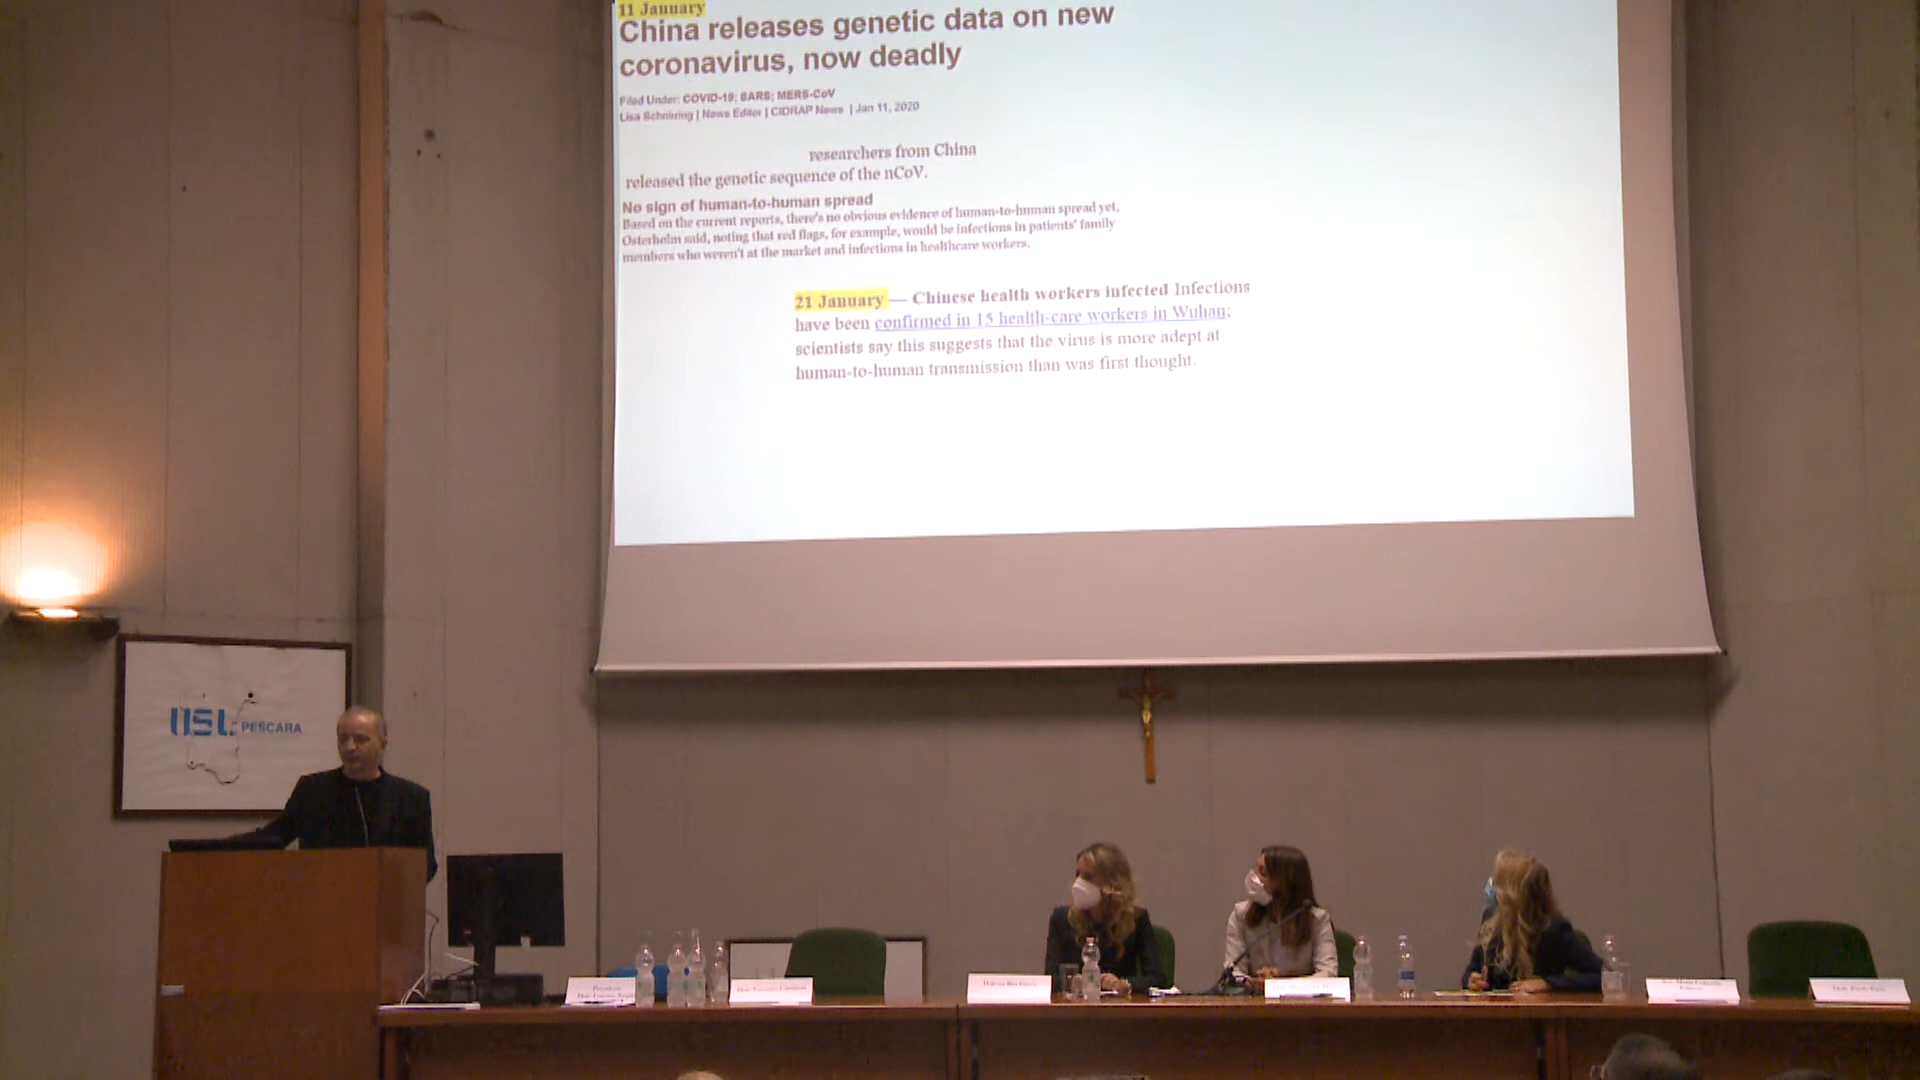 11 January
China releases genetic data on new
coronavirus, now deadly
Filed Under: COVID-19; SARS; MERS-CoV
Lisa Schnirring | News Editor | CIDRAP News | Jan 11, 2020
researchers from China
released the genetic sequence of the nCoV.
No sign of human-to-human spread
Based on the current reports, there's no obvious evidence of human-to-human spread yet,
Osterholm said, noting that red flags, for example, would be infections in patients' family
members who weren't at the market and infections in healthcare workers.
21 January — Chinese health workers infected Infections
have been confirmed in 15 health-care workers in Wuhan;
scientists say this suggests that the virus is more adept at
human-to-human transmission than was first thought.
USL PESCARA